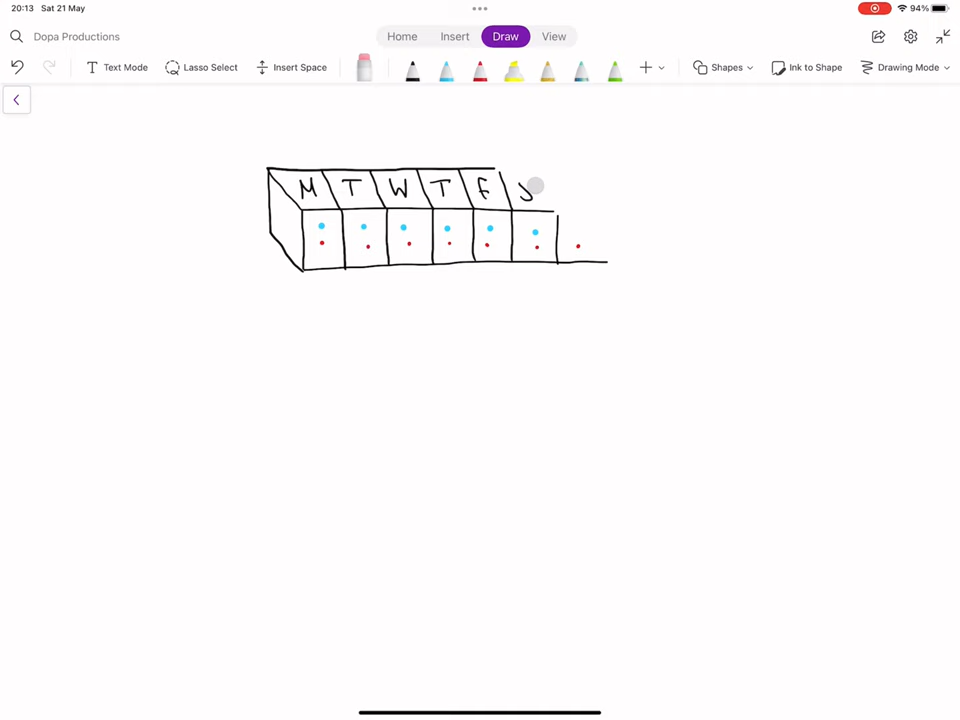 20:13 Sat 21 May
94%
Dopa Productions
Home Insert Draw View
Text Mode Lasso Select Insert Space Shapes Ink to Shape Drawing Mode
M T W T F